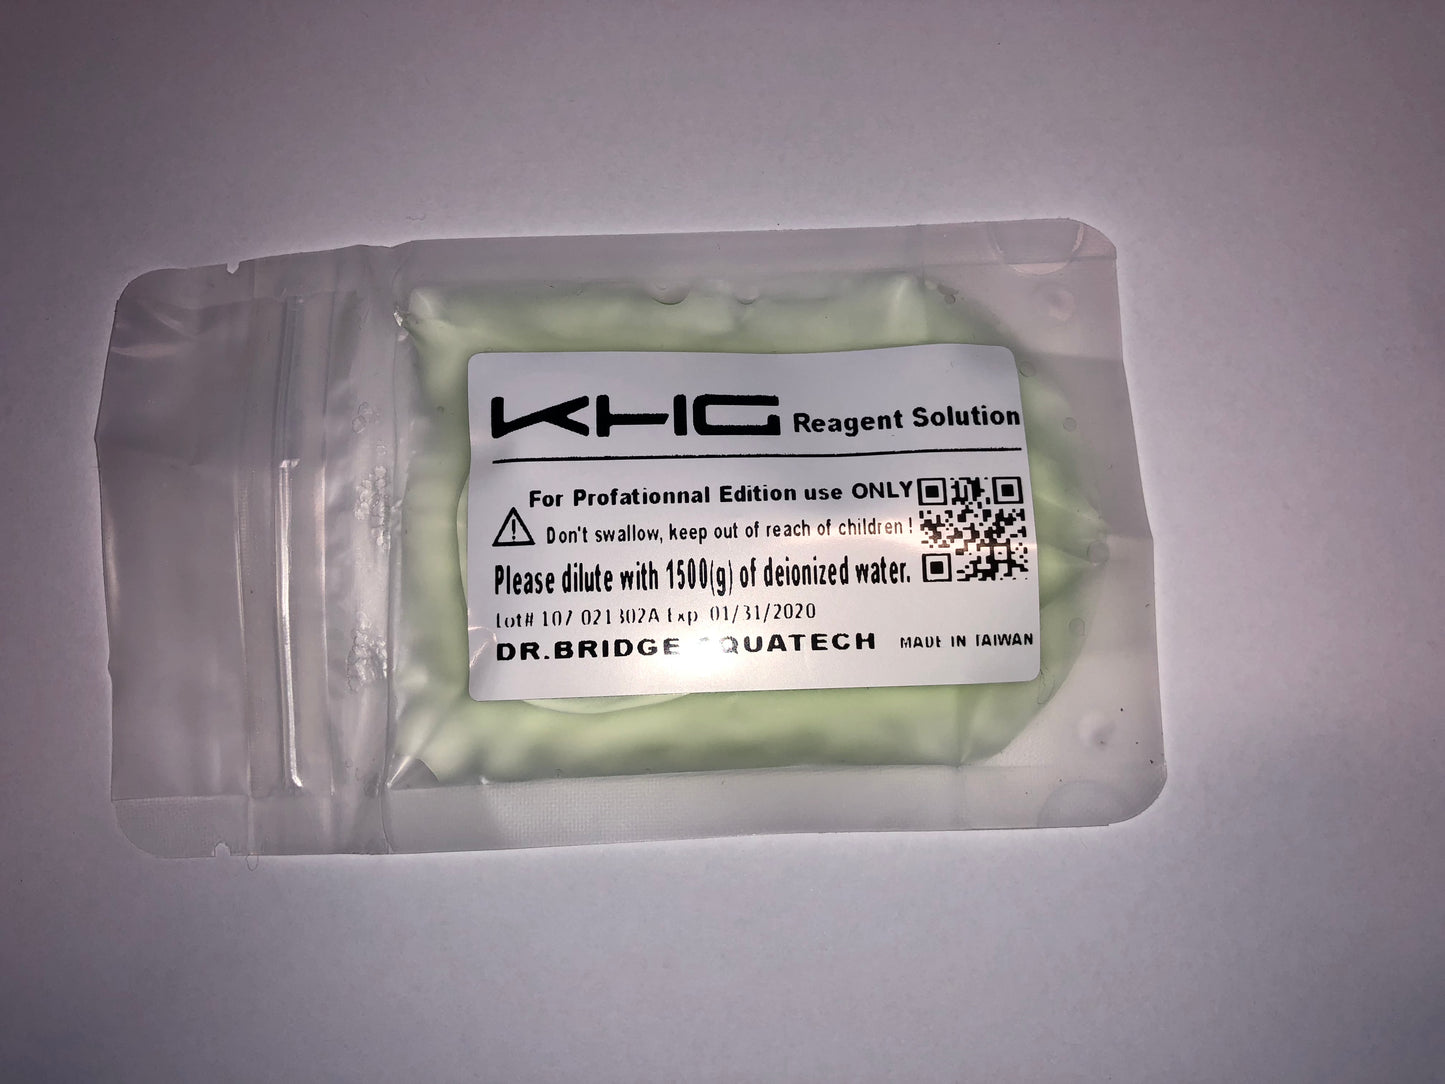 KHG Reagent Solution
For Profationnal Edition use ONLY
Don't swallow, keep out of reach of children !
Please dilute with 1500(g) of deionized water.
Lot# 107 021302A Exp 01/31/2020
DR.BRIDGE MADE IN TAIWAN